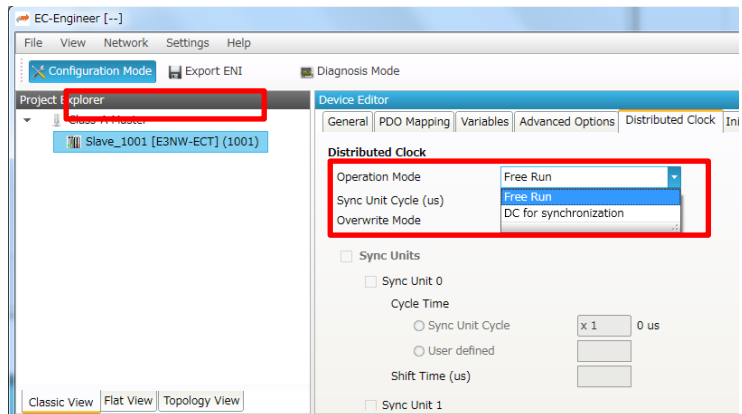 EC-Engineer [--]
File View Network Settings Help
Configuration Mode Export ENI Diagnosis Mode
Project Explorer
Class-A Master
Slave_1001 [E3NW-ECT] (1001)
Classic View Flat View Topology View
Device Editor
General PDO Mapping Variables Advanced Options Distributed Clock Ini
Distributed Clock
Operation Mode Free Run
Free Run
DC for synchronization
Sync Unit Cycle (us)
Overwrite Mode
Sync Units
Sync Unit 0
Cycle Time
Sync Unit Cycle x 1 0 us
User defined
Shift Time (us)
Sync Unit 1